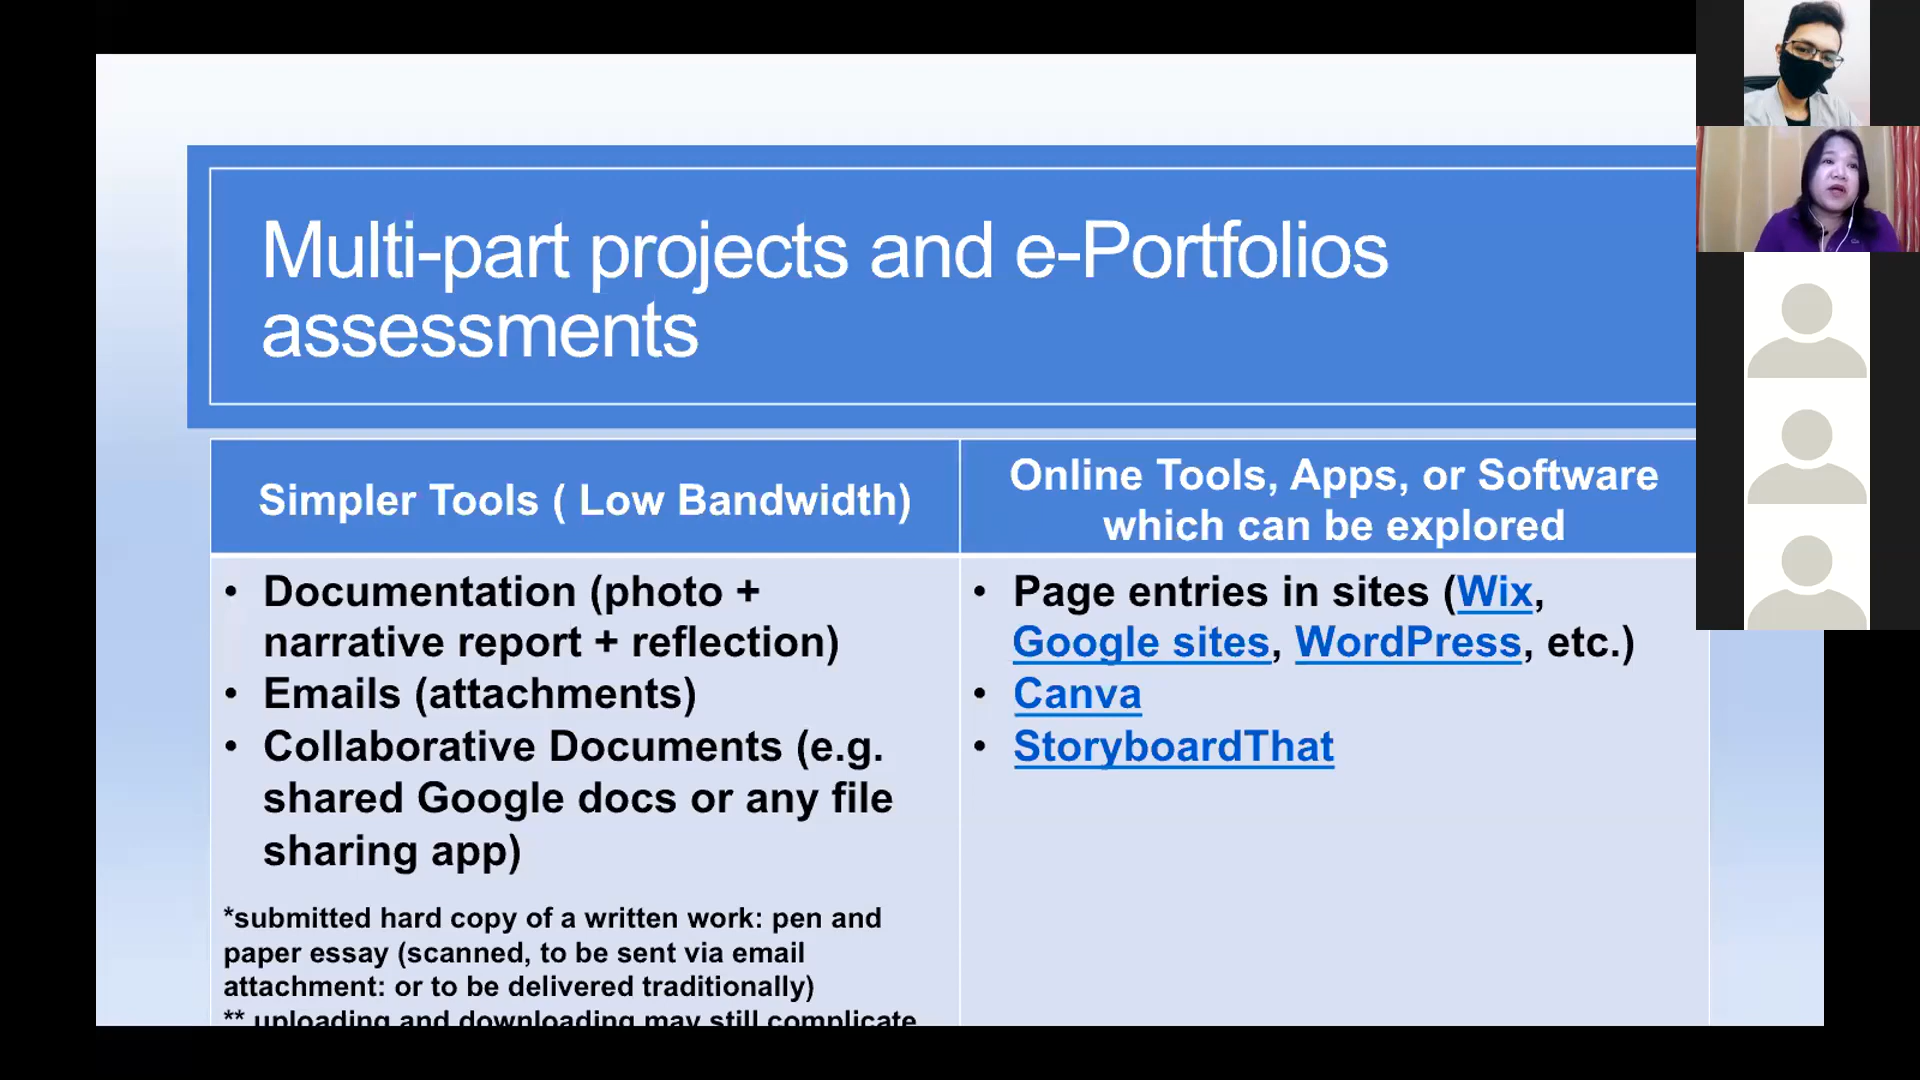 Multi-part projects and e-Portfolios
assessments
Simpler Tools ( Low Bandwidth)
Online Tools, Apps, or Software
which can be explored
• Documentation (photo +
narrative report + reflection)
• Emails (attachments)
• Collaborative Documents (e.g.
shared Google docs or any file
sharing app)
*submitted hard copy of a written work: pen and
paper essay (scanned, to be sent via email
attachment: or to be delivered traditionally)
** uploading and downloading may still complicate
• Page entries in sites (Wix,
Google sites, WordPress, etc.)
• Canva
• StoryboardThat